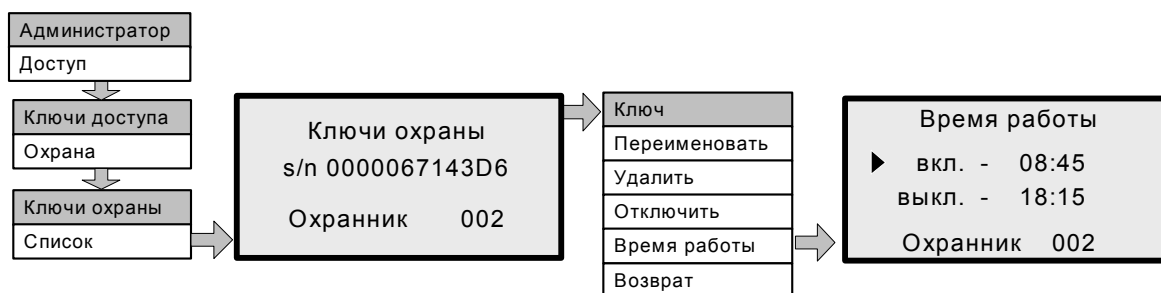 Администратор
Доступ
Ключи доступа
Охрана
Ключи охраны
Список
Ключи охраны
s/n 0000067143D6
Охранник 002
Ключ
Переименовать
Удалить
Отключить
Время работы
Возврат
Время работы
вкл. - 08:45
выкл. - 18:15
Охранник 002